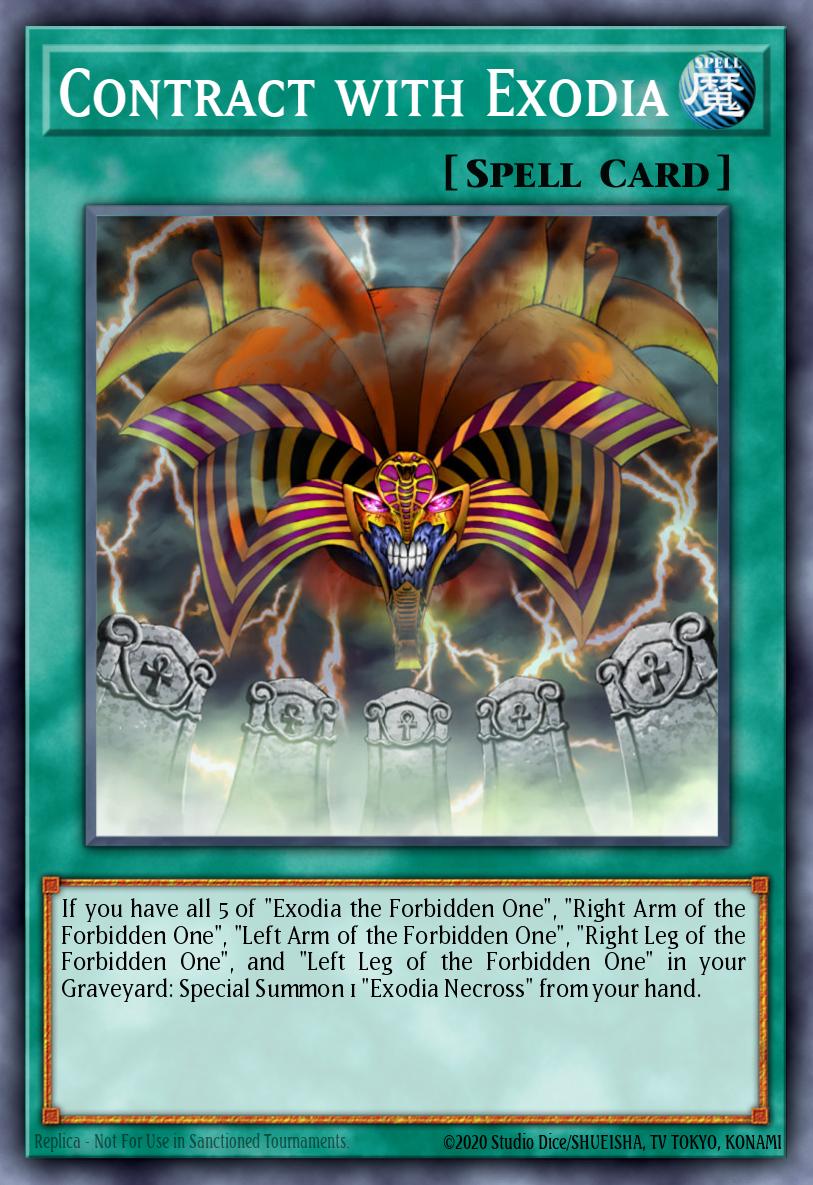 Contract with Exodia
SPELL
魔
[ Spell Card ]
If you have all 5 of "Exodia the Forbidden One", "Right Arm of the
Forbidden One", "Left Arm of the Forbidden One", "Right Leg of the
Forbidden One", and "Left Leg of the Forbidden One" in your
Graveyard: Special Summon 1 "Exodia Necross" from your hand.
Replica - Not For Use in Sanctioned Tournaments.
©2020 Studio Dice/SHUEISHA, TV TOKYO, KONAMI